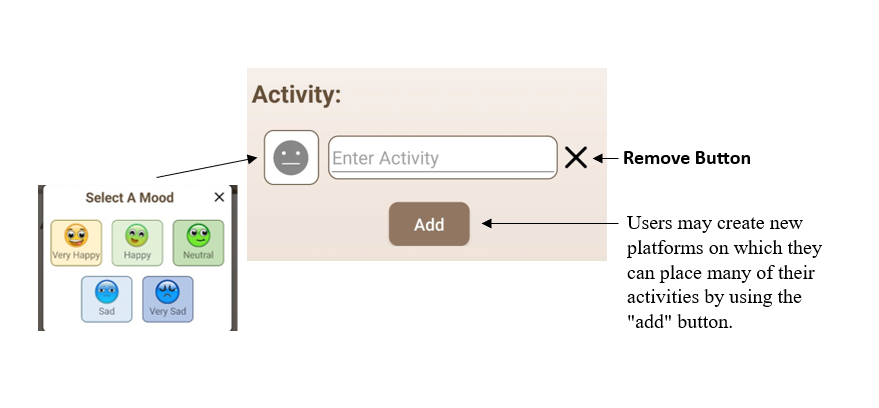 Activity:
Enter Activity
Remove Button
Add
Users may create new
platforms on which they
can place many of their
activities by using the
"add" button.
Select A Mood
Very Happy
Happy
Neutral
Sad
Very Sad